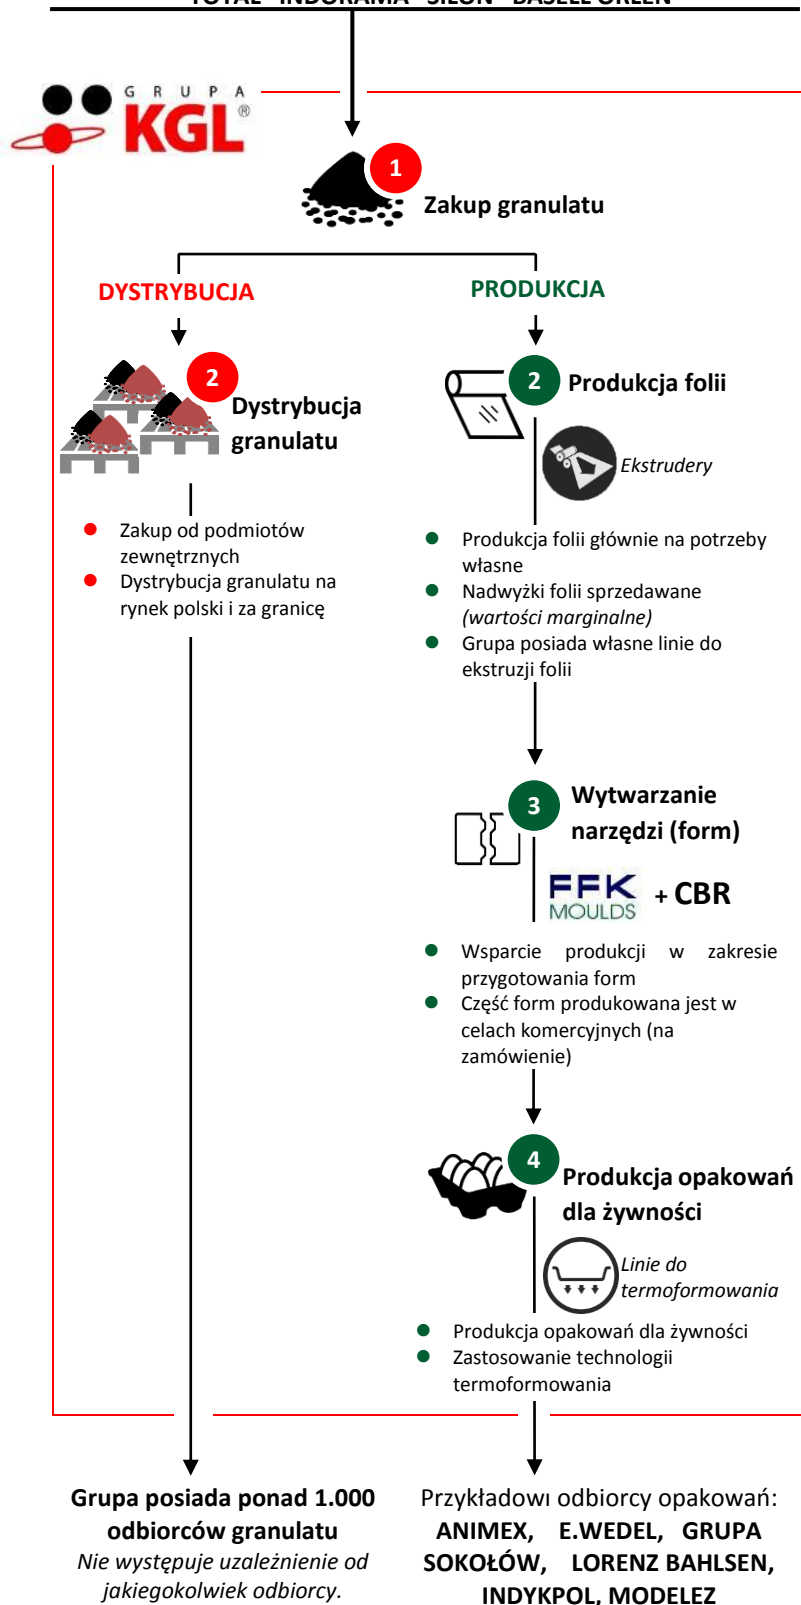 TOTAL INDORAMA SILON BASELL ORLEN
GRUPA
KGL®
1
Zakup granulatu
DYSTRYBUCJA
2
Dystrybucja
granulatu
Zakup od podmiotów
zewnętrznych
Dystrybucja granulatu na
rynek polski i za granicę
Grupa posiada ponad 1.000
odbiorców granulatu
Nie występuje uzależnienie od
jakiegokolwiek odbiorcy.
PRODUKCJA
2
Produkcja folii
Ekstrudery
Produkcja folii głównie na potrzeby
własne
Nadwyżki folii sprzedawane
(wartości marginalne)
Grupa posiada własne linie do
ekstruzji folii
3
Wytwarzanie
narzędzi (form)
FFK
MOULDS
+ CBR
Wsparcie produkcji w zakresie
przygotowania form
Część form produkowana jest w
celach komercyjnych (na
zamówienie)
4
Produkcja opakowań
dla żywności
Linie do
termoformowania
Produkcja opakowań dla żywności
Zastosowanie technologii
termoformowania
Przykładowi odbiorcy opakowań:
ANIMEX, E.WEDEL, GRUPA
SOKOŁÓW, LORENZ BAHLSEN,
INDYKPOL, MODELEZ